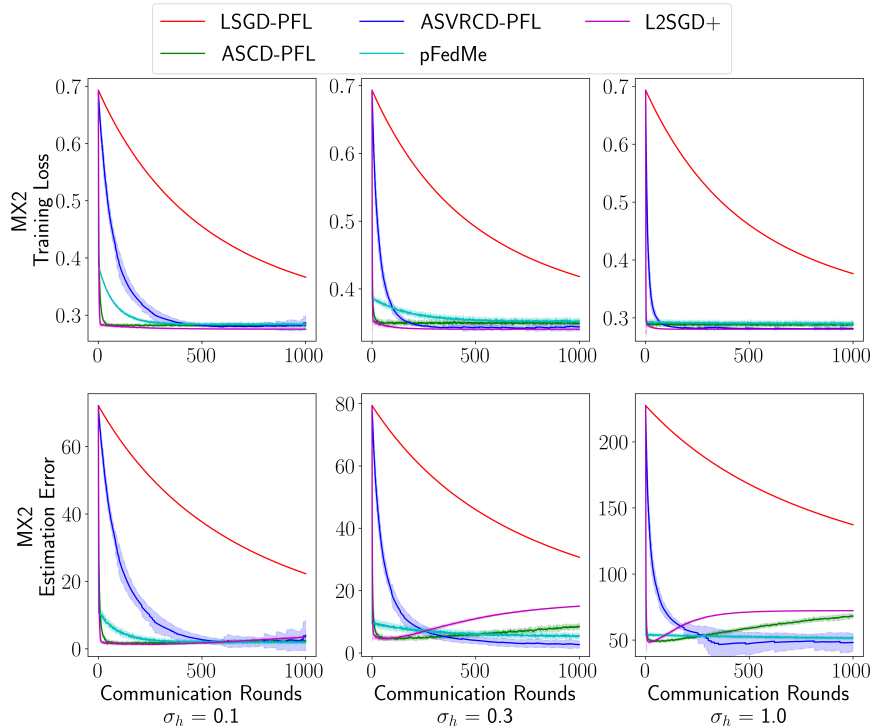 LSGD-PFL ASVRCD-PFL L2SGD+
ASCD-PFL pFedMe
MX2
Training Loss
0.7
0.6
0.5
0.4
0.3
0 500 1000
0.7
0.6
0.5
0.4
0 500 1000
0.7
0.6
0.5
0.4
0.3
0 500 1000
MX2
Estimation Error
60
40
20
0
0 500 1000
80
60
40
20
0
0 500 1000
200
150
100
50
0 500 1000
Communication Rounds Communication Rounds Communication Rounds
σ_h = 0.1 σ_h = 0.3 σ_h = 1.0